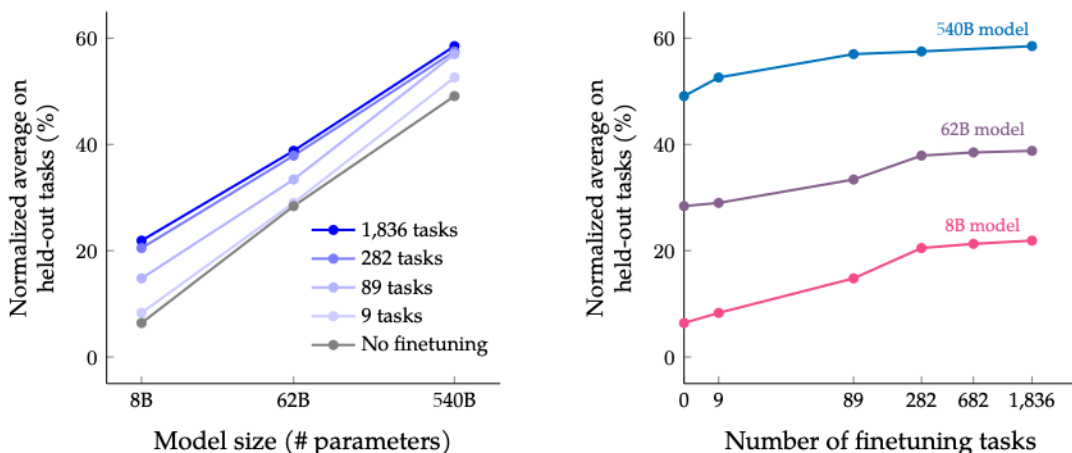 Normalized average on
held-out tasks (%)
60
40
20
0
1,836 tasks
282 tasks
89 tasks
9 tasks
No finetuning
8B
62B
540B
Model size (# parameters)
Normalized average on
held-out tasks (%)
60
40
20
0
540B model
62B model
8B model
0
9
89
282
682
1,836
Number of finetuning tasks